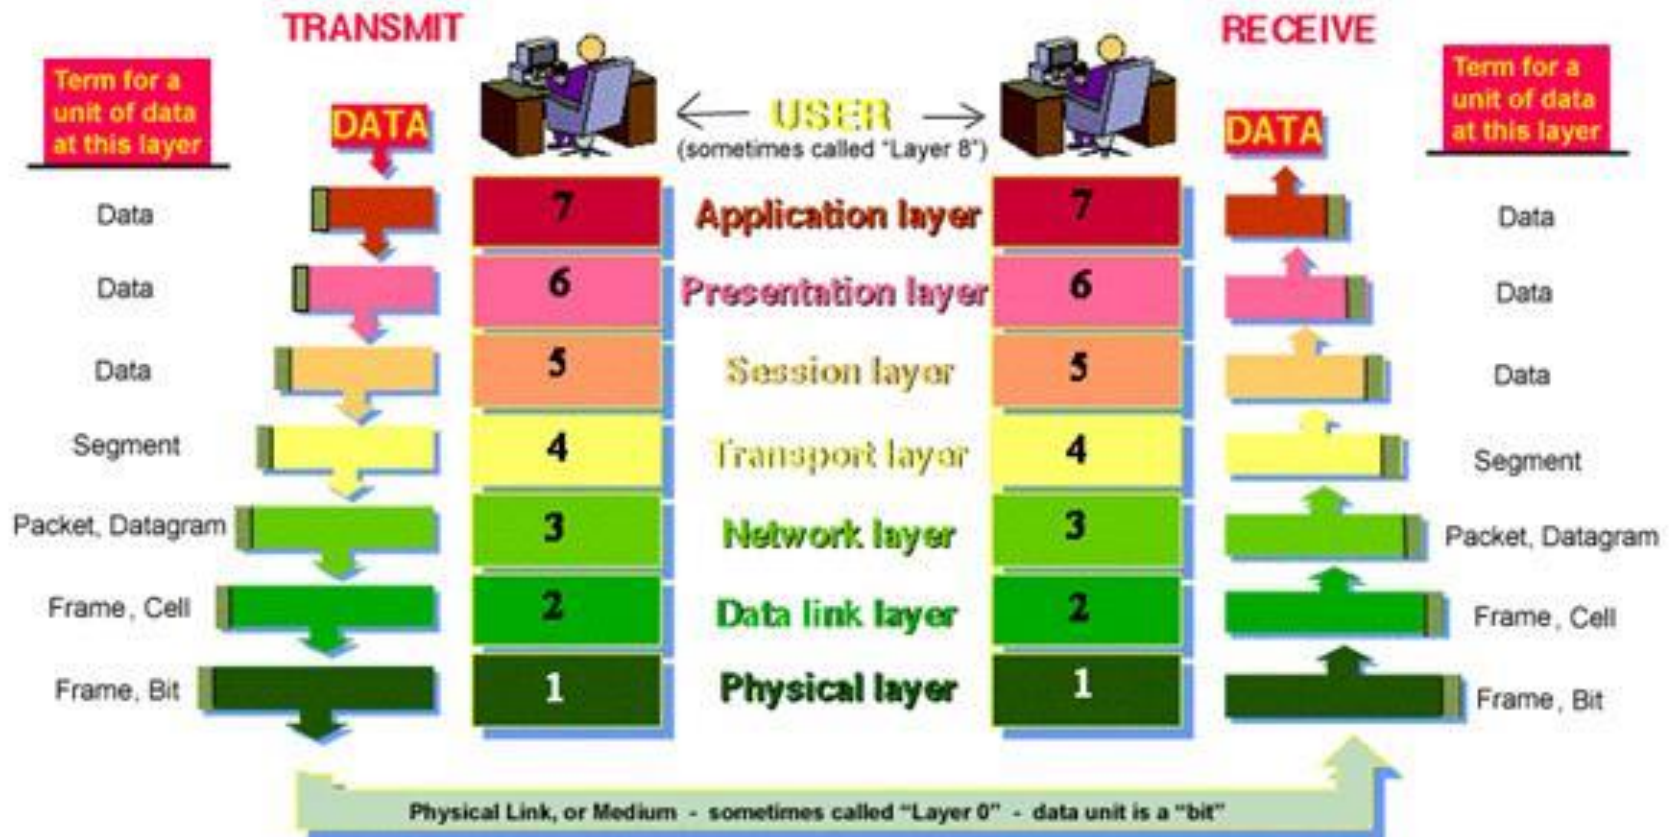 TRANSMIT
RECEIVE
Term for a
unit of data
at this layer
DATA
USER
(sometimes called "Layer 8")
DATA
Term for a
unit of data
at this layer
Data
7
Application layer
7
Data
Data
6
Presentation layer
6
Data
Data
5
Session layer
5
Data
Segment
4
Transport layer
4
Segment
Packet, Datagram
3
Network layer
3
Packet, Datagram
Frame, Cell
2
Data link layer
2
Frame, Cell
Frame, Bit
1
Physical layer
1
Frame, Bit
Physical Link, or Medium - sometimes called "Layer 0" - data unit is a "bit"